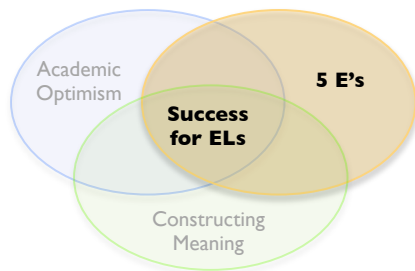 Academic
Optimism
5 E's
Success
for ELs
Constructing
Meaning